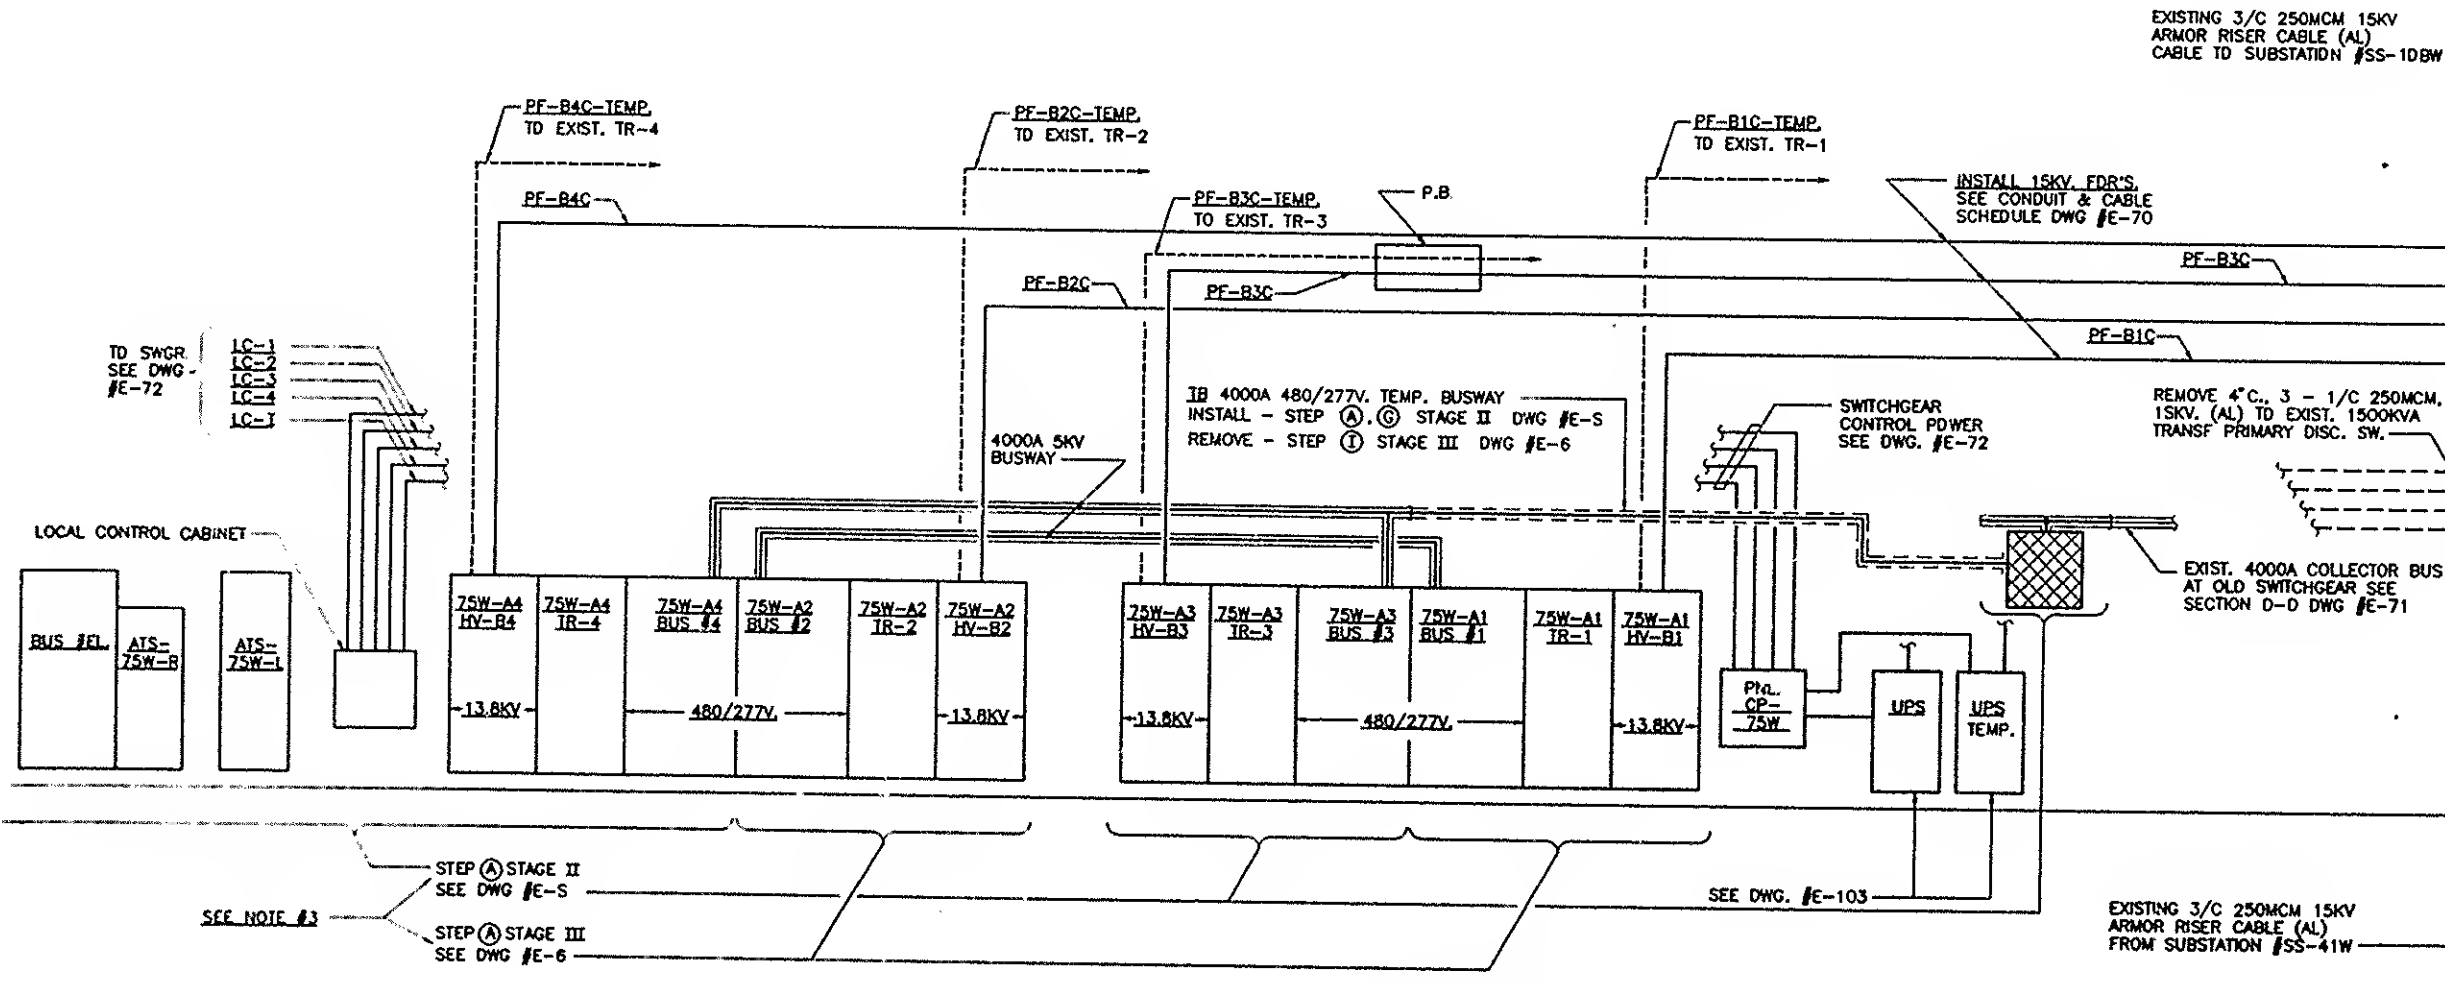 EXISTING 3/C 250MCM 15KV
ARMOR RISER CABLE (AL)
CABLE TO SUBSTATION #SS-1DBW
PF-B4C-TEMP.
TO EXIST. TR-4
PF-B2C-TEMP.
TO EXIST. TR-2
PF-B1C-TEMP.
TO EXIST. TR-1
PF-B4C
PF-B3C-TEMP.
TO EXIST. TR-3
P.B.
INSTALL 15KV. FDR'S.
SEE CONDUIT & CABLE
SCHEDULE DWG #E-70
PF-B3C
PF-B2C
PF-B3C
PF-B1C
TO SWGR.
SEE DWG
#E-72
LC-1
LC-2
LC-3
LC-4
LC-T
TB 4000A 480/277V. TEMP. BUSWAY
INSTALL - STEP A, G STAGE II DWG #E-S
REMOVE - STEP I STAGE III DWG #E-6
4000A 5KV
BUSWAY
SWITCHGEAR
CONTROL POWER
SEE DWG. #E-72
REMOVE 4"C., 3 - 1/C 250MCM,
15KV. (AL) TO EXIST. 1500KVA
TRANSF PRIMARY DISC. SW.
LOCAL CONTROL CABINET
EXIST. 4000A COLLECTOR BUS
AT OLD SWITCHGEAR SEE
SECTION D-D DWG #E-71
BUS #EL
ATS-
75W-R
ATS-
75W-L
75W-A4
HV-B4
75W-A4
TR-4
75W-A4
BUS #4
75W-A2
BUS #2
75W-A2
TR-2
75W-A2
HV-B2
75W-A3
HV-B3
75W-A3
TR-3
75W-A3
BUS #3
75W-A1
BUS #1
75W-A1
TR-1
75W-A1
HV-B1
13.8KV
480/277V.
13.8KV
13.8KV
480/277V.
13.8KV
PNL.
CP-
75W
UPS
UPS
TEMP.
STEP A STAGE II
SEE DWG #E-S
SEE NOTE #3
STEP A STAGE III
SEE DWG #E-6
SEE DWG. #E-103
EXISTING 3/C 250MCM 15KV
ARMOR RISER CABLE (AL)
FROM SUBSTATION #SS-41W